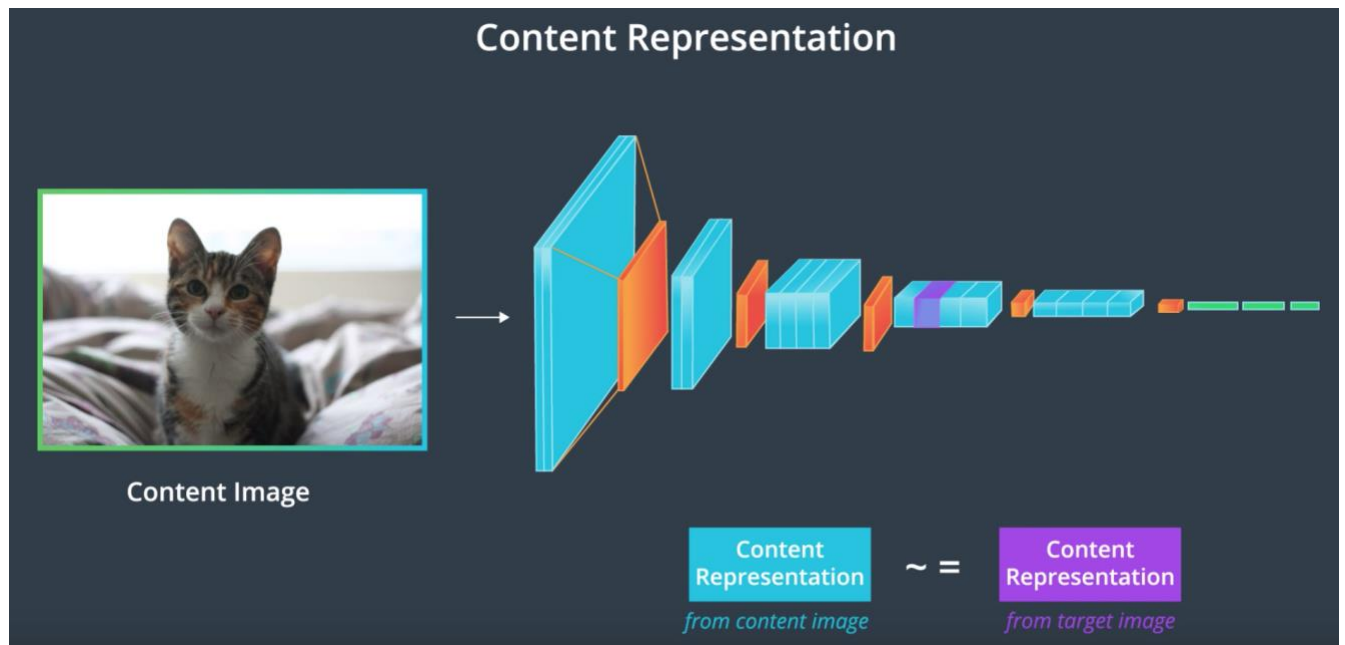 Content Representation
Content Image
Content
Representation
from content image
~ =
Content
Representation
from target image